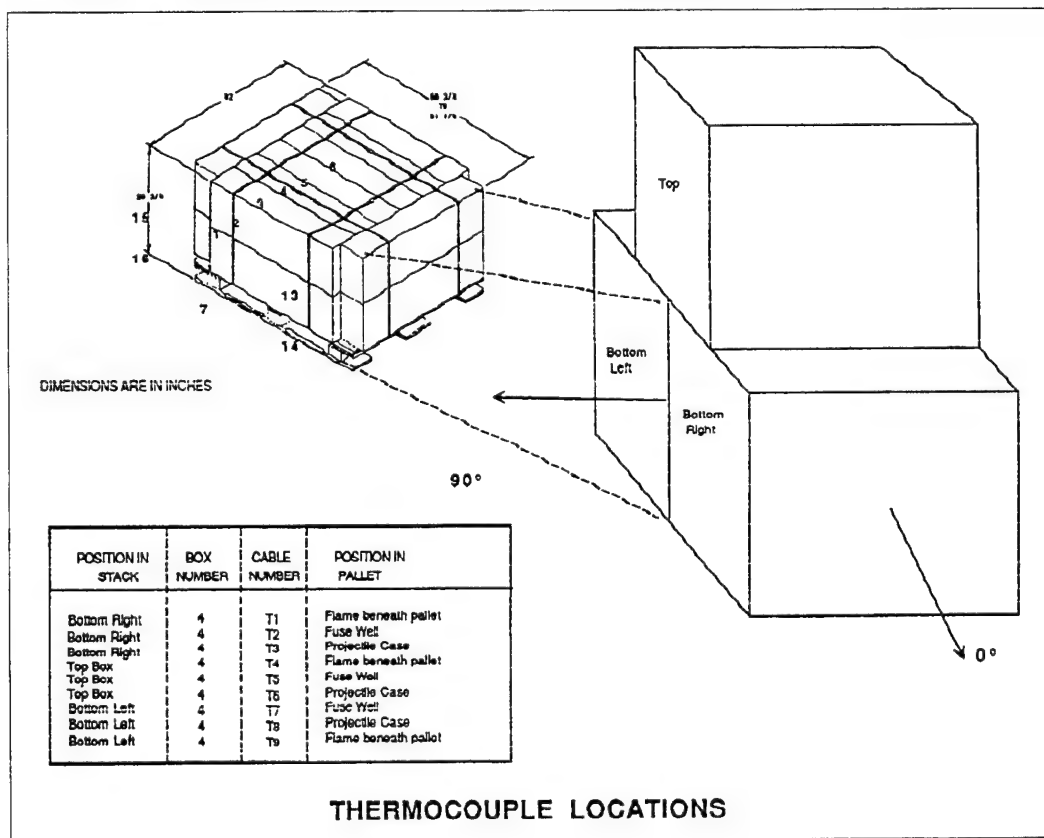 Top
6
5
4
3
2
1
15
16
7
13
14
Bottom
Left
Bottom
Right
DIMENSIONS ARE IN INCHES
90°
0°
POSITION IN STACK BOX NUMBER CABLE NUMBER POSITION IN PALLET
Bottom Right 4 T1 Flame beneath pallet
Bottom Right 4 T2 Fuse Well
Bottom Right 4 T3 Projectile Case
Top Box 4 T4 Flame beneath pallet
Top Box 4 T5 Fuse Well
Top Box 4 T6 Projectile Case
Bottom Left 4 T7 Fuse Well
Bottom Left 4 T8 Projectile Case
Bottom Left 4 T9 Flame beneath pallet
THERMOCOUPLE LOCATIONS